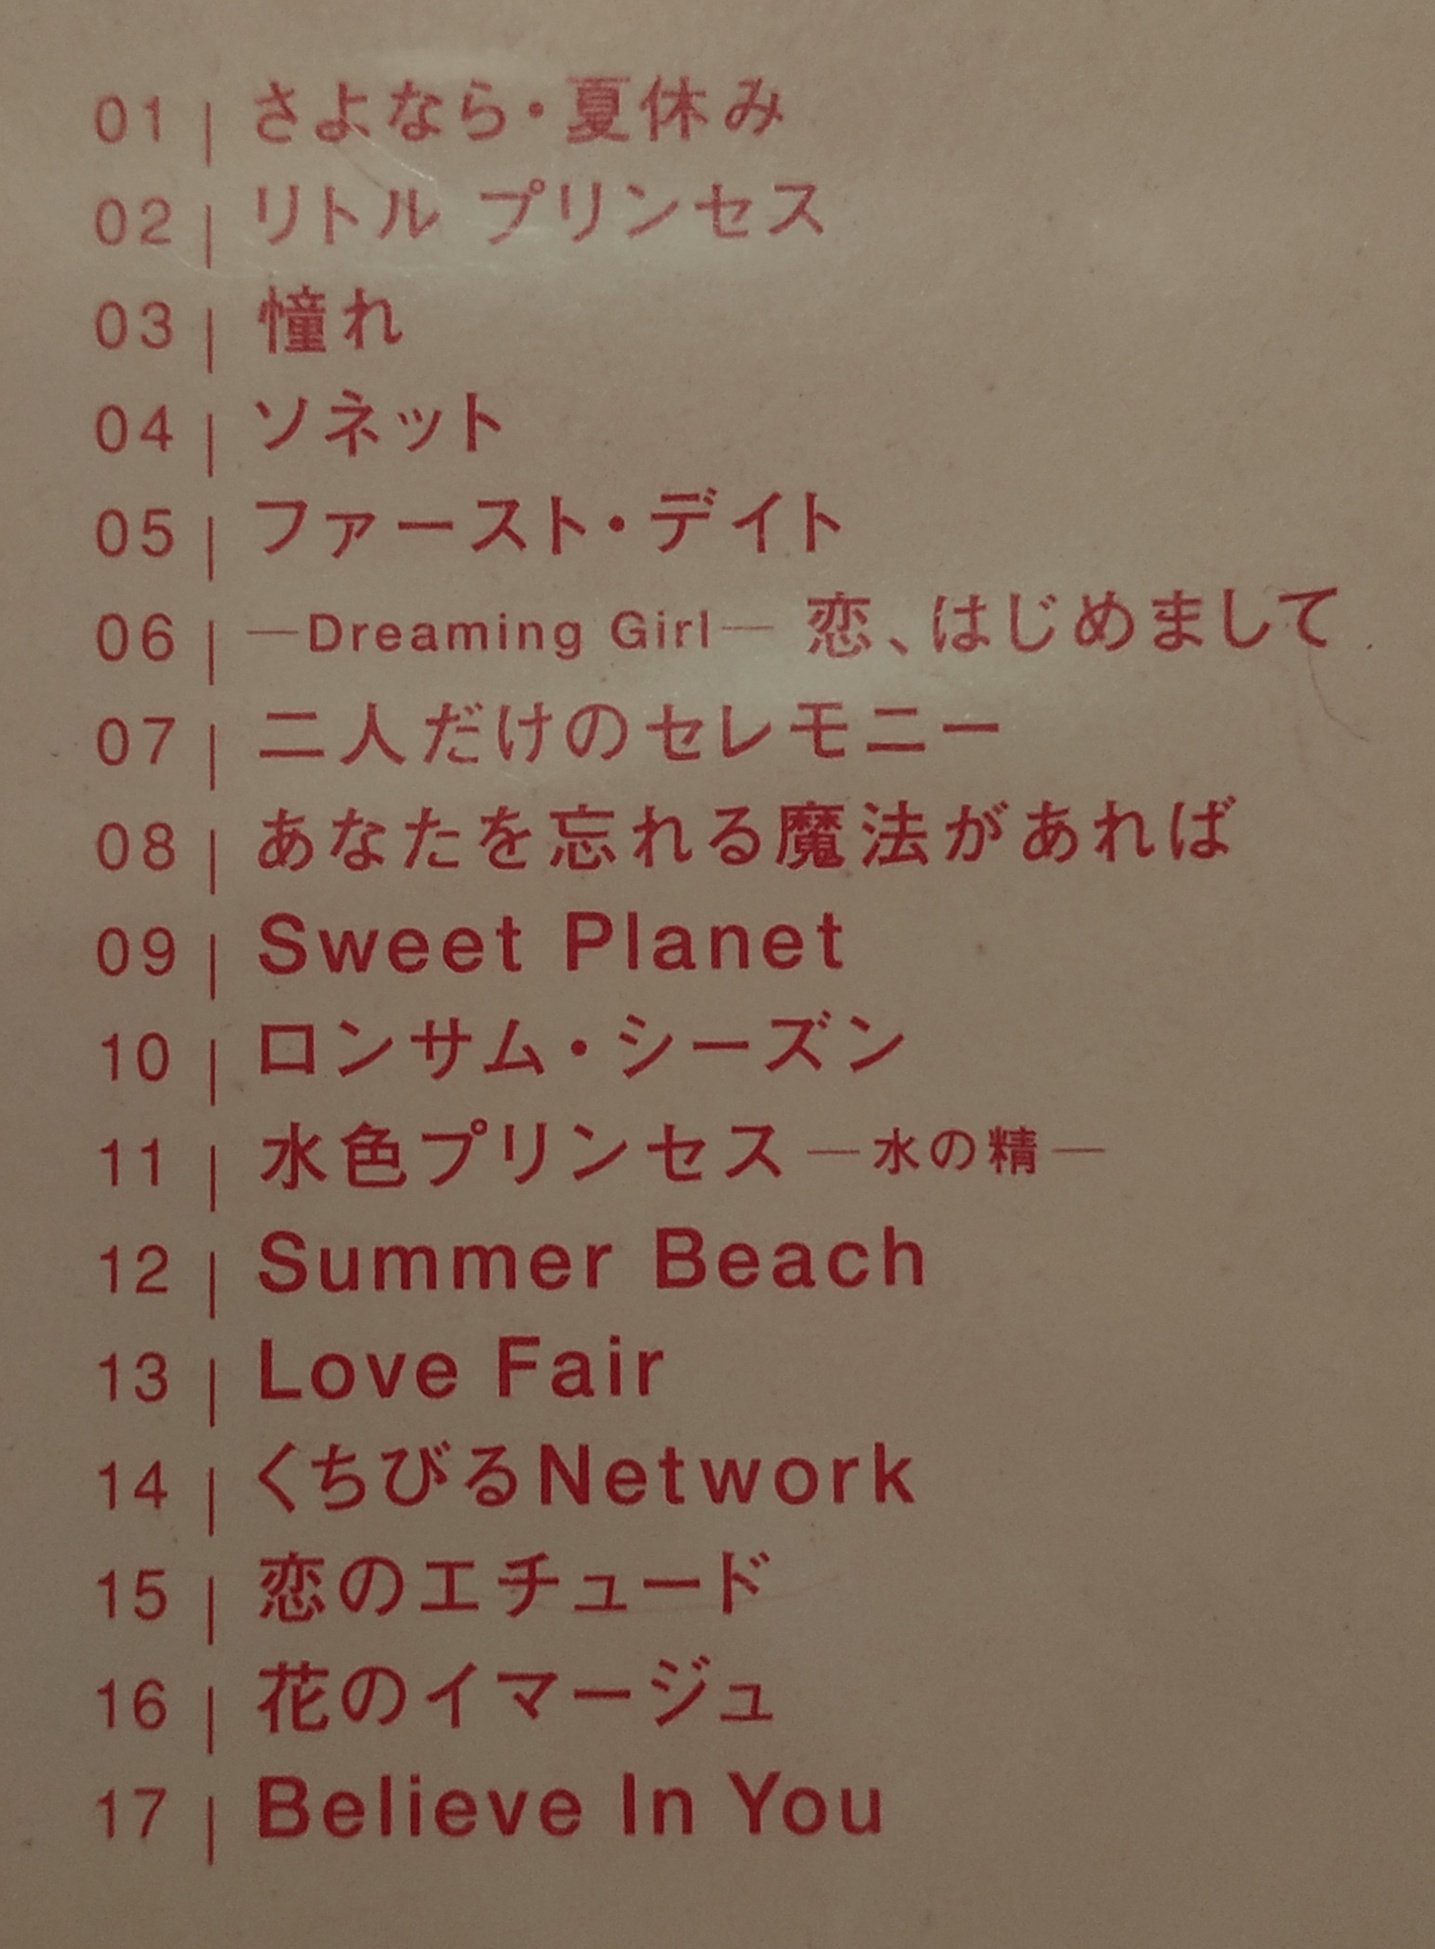 01 | さよなら・夏休み
02 | リトル プリンセス
03 | 憧れ
04 | ソネット
05 | ファースト・デイト
06 | —Dreaming Girl— 恋、はじめまして
07 | 二人だけのセレモニー
08 | あなたを忘れる魔法があれば
09 | Sweet Planet
10 | ロンサム・シーズン
11 | 水色プリンセス —水の精—
12 | Summer Beach
13 | Love Fair
14 | くちびるNetwork
15 | 恋のエチュード
16 | 花のイマージュ
17 | Believe In You